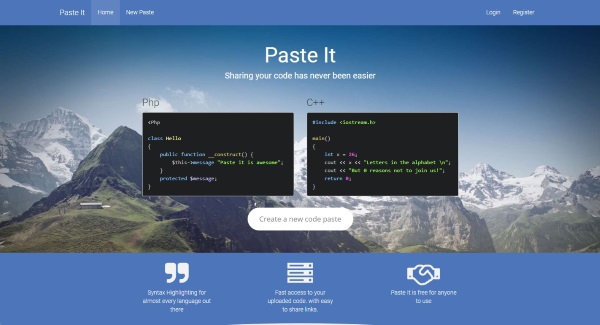 Paste It Home New Paste Login Register
Paste It
Sharing your code has never been easier
Php
<Php
class Hello
{
public function __construct() {
$this->message "Paste it is awesome";
}
protected $message;
}
C++
#include <iostream.h>
main()
{
int x = 26;
cout << x << "Letters in the alphabet \n";
cout << "But 0 reasons not to join us!";
return 0;
}
Create a new code paste
Syntax Highlighting for
almost every language out
there
Fast access to your
uploaded code. with easy
to share links.
Paste it is free for anyone
to use